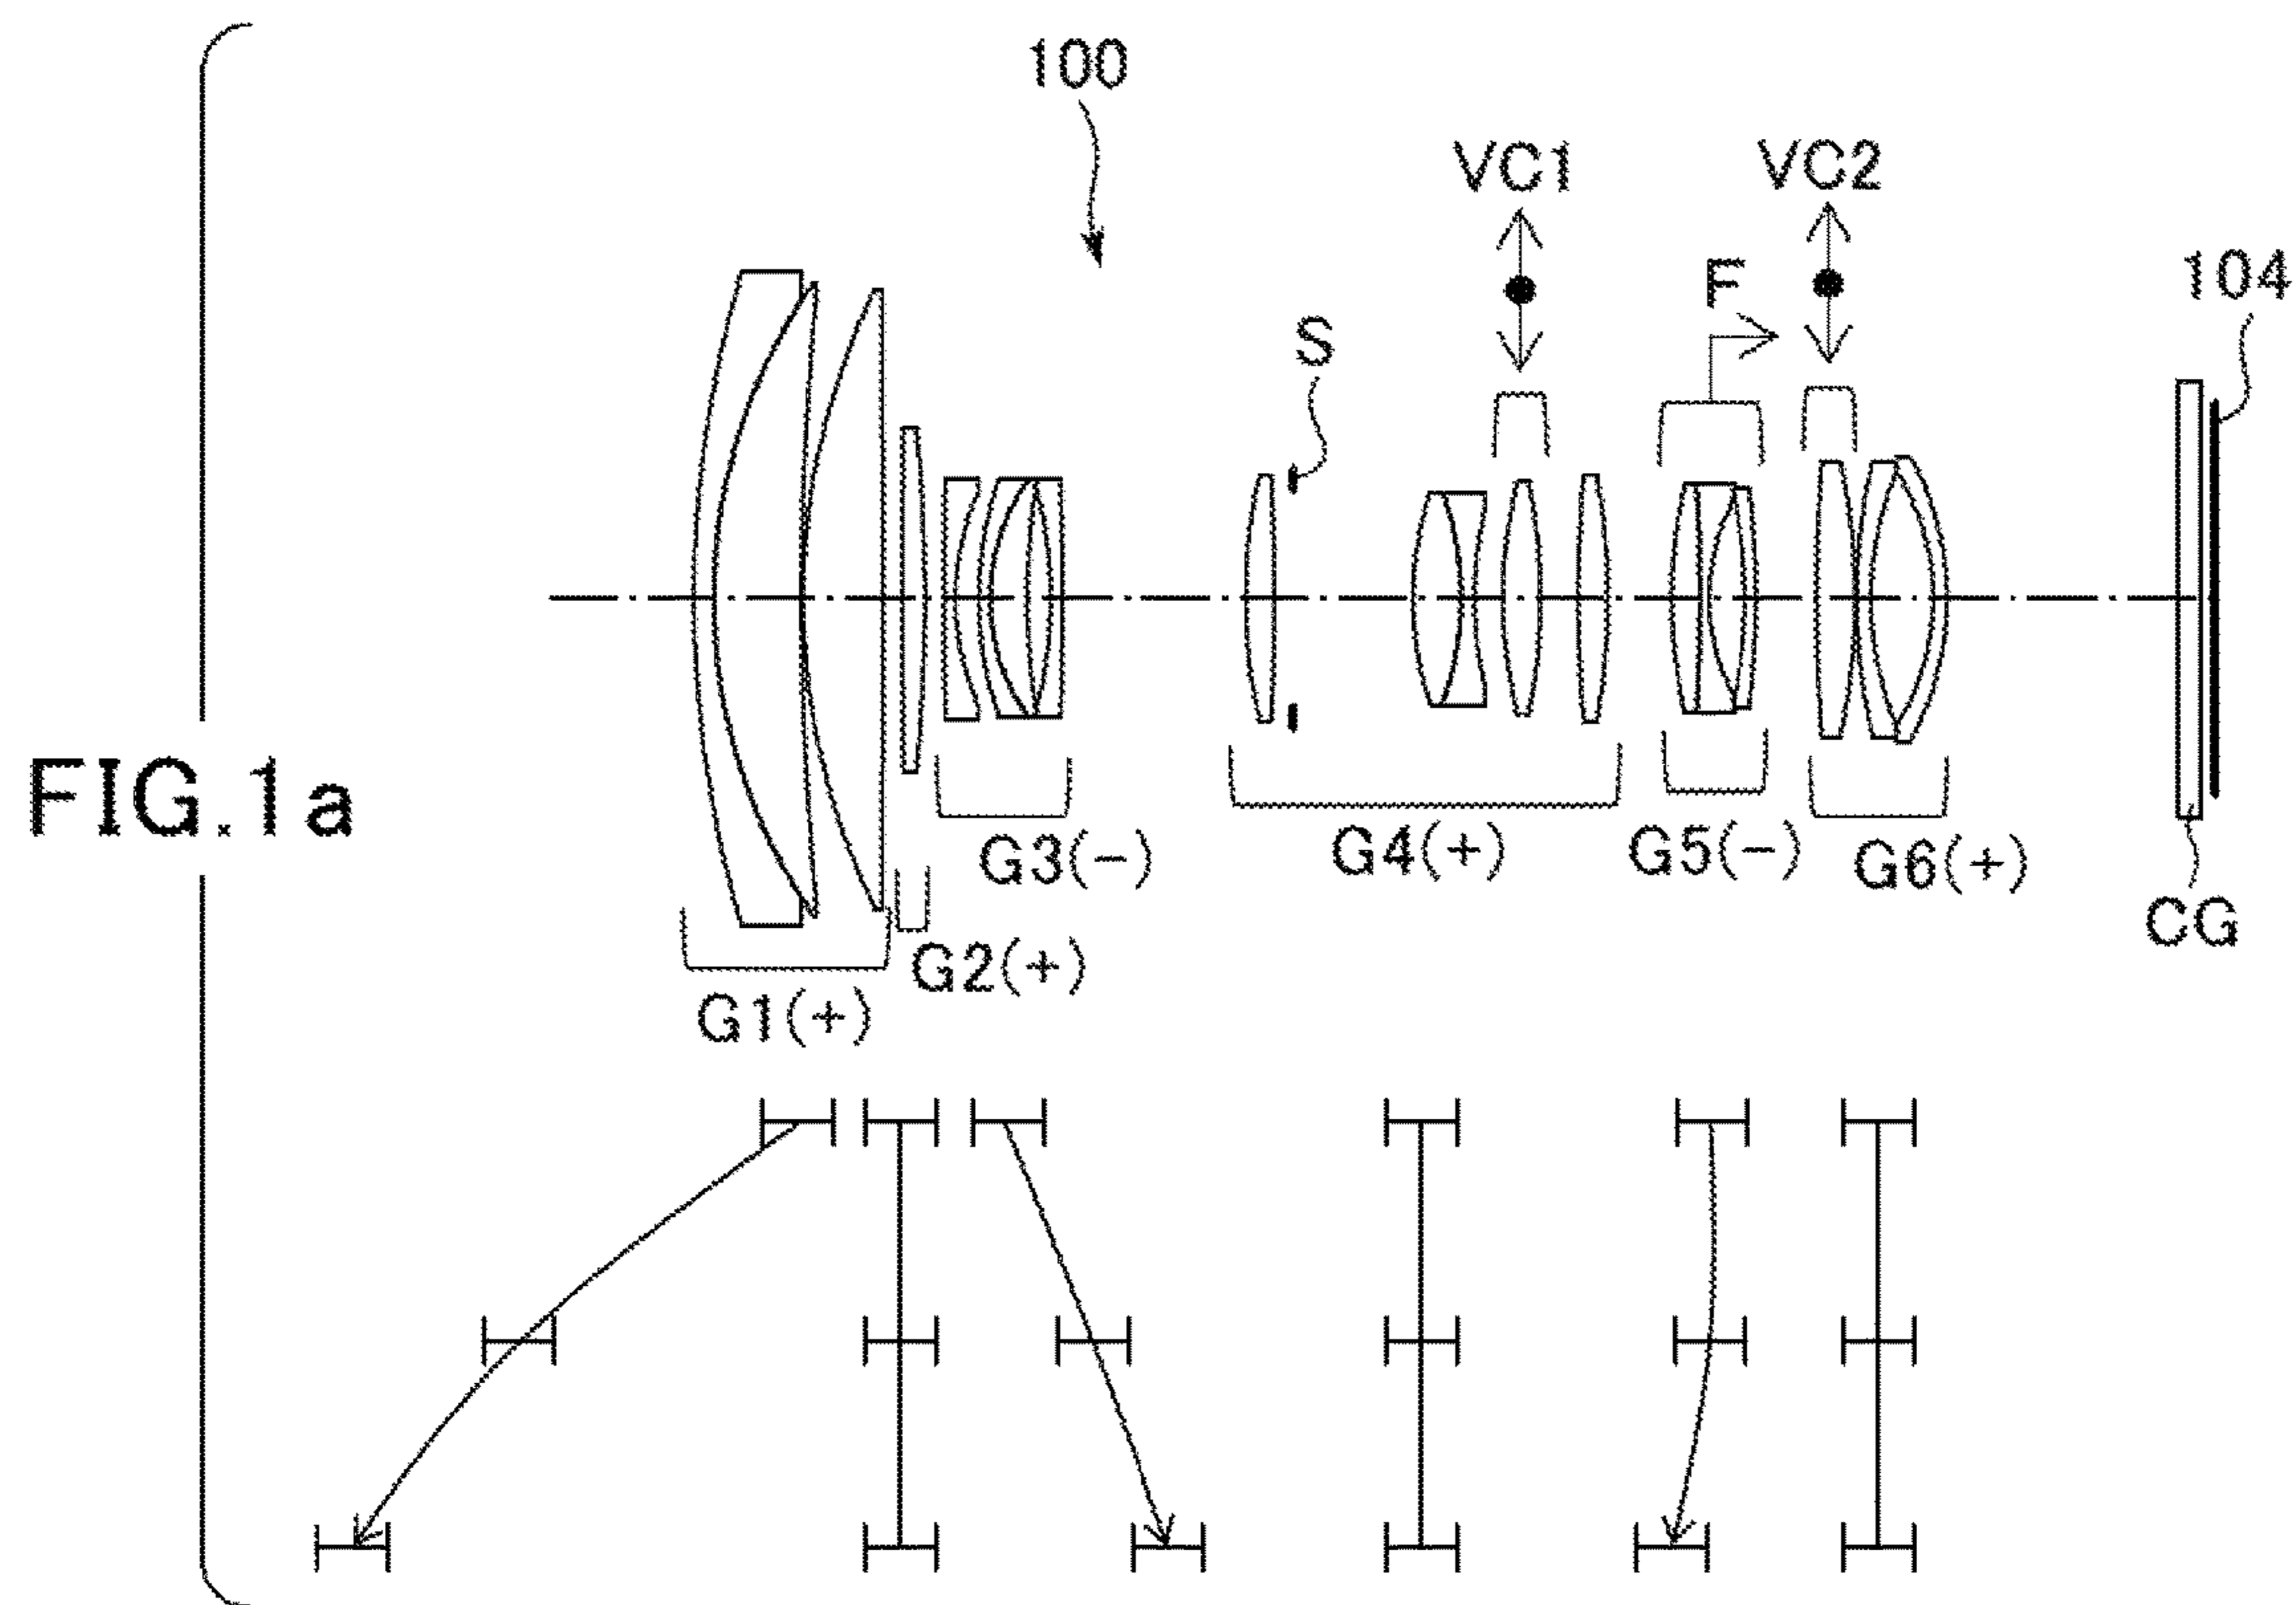 100
VC1
VC2
F
104
S
FIG.1a
G3(-)
G4(+)
G5(-)
G6(+)
CG
G2(+)
G1(+)